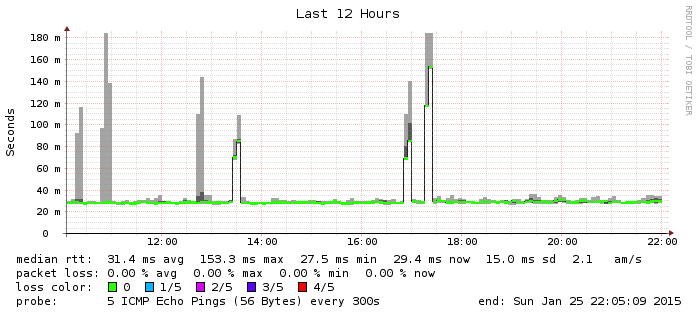 Last 12 Hours
RRDTOOL / TOBI OETIKER
Seconds
180 m
160 m
140 m
120 m
100 m
80 m
60 m
40 m
20 m
0
12:00 14:00 16:00 18:00 20:00 22:00
median rtt: 31.4 ms avg 153.3 ms max 27.5 ms min 29.4 ms now 15.0 ms sd 2.1 am/s
packet loss: 0.00 % avg 0.00 % max 0.00 % min 0.00 % now
loss color: 0 1/5 2/5 3/5 4/5
probe: 5 ICMP Echo Pings (56 Bytes) every 300s end: Sun Jan 25 22:05:09 2015